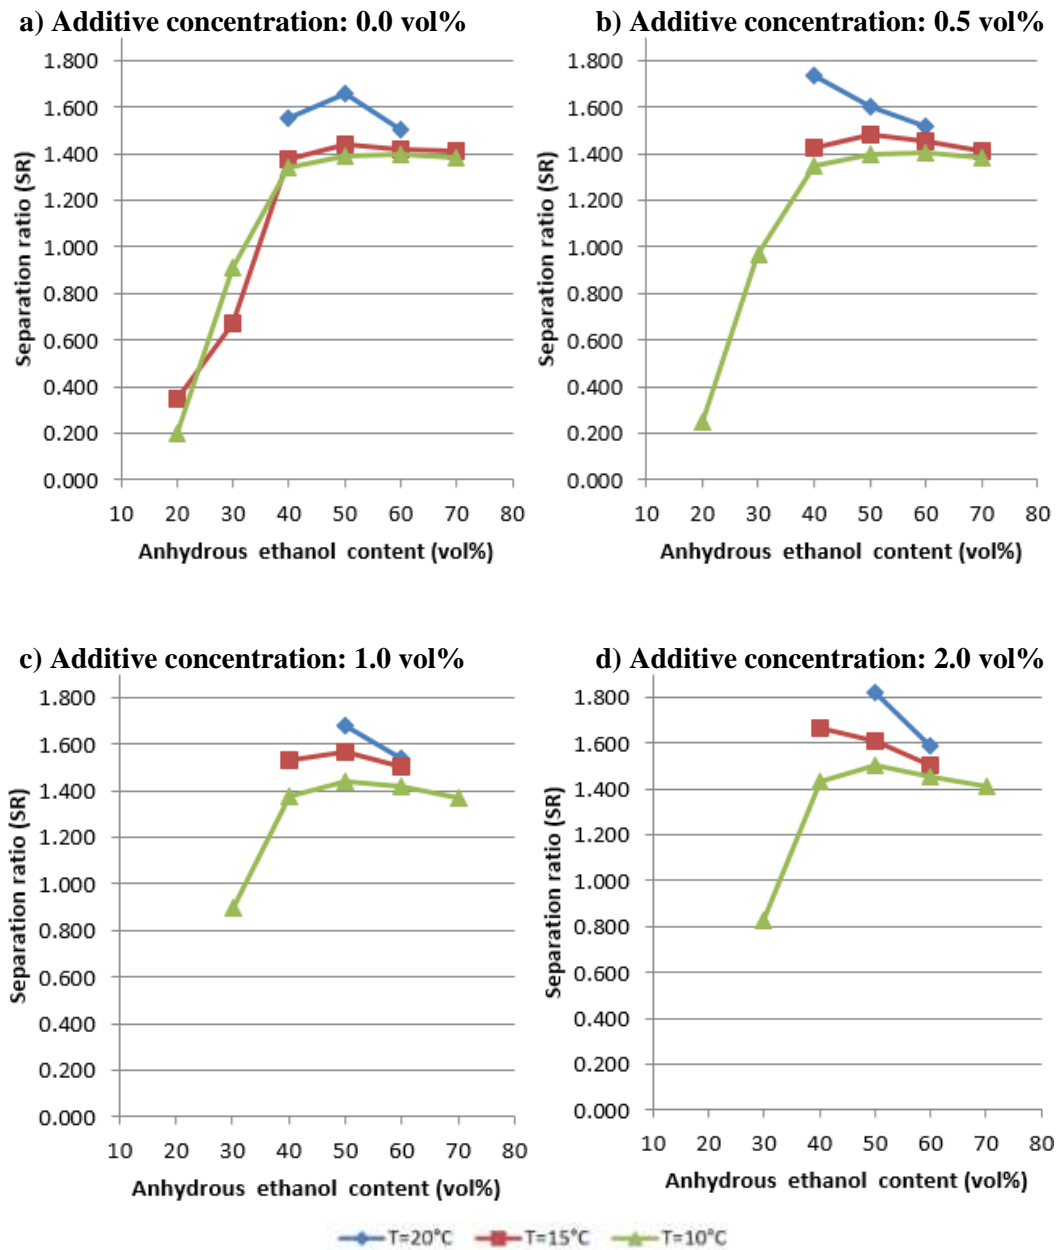 a) Additive concentration: 0.0 vol%
1.800
1.600
1.400
1.200
1.000
0.800
0.600
0.400
0.200
0.000
Separation ratio (SR)
10 20 30 40 50 60 70 80
Anhydrous ethanol content (vol%)
b) Additive concentration: 0.5 vol%
1.800
1.600
1.400
1.200
1.000
0.800
0.600
0.400
0.200
0.000
Separation ratio (SR)
10 20 30 40 50 60 70 80
Anhydrous ethanol content (vol%)
c) Additive concentration: 1.0 vol%
1.800
1.600
1.400
1.200
1.000
0.800
0.600
0.400
0.200
0.000
Separation ratio (SR)
10 20 30 40 50 60 70 80
Anhydrous ethanol content (vol%)
d) Additive concentration: 2.0 vol%
1.800
1.600
1.400
1.200
1.000
0.800
0.600
0.400
0.200
0.000
Separation ratio (SR)
10 20 30 40 50 60 70 80
Anhydrous ethanol content (vol%)
T=20°C T=15°C T=10°C